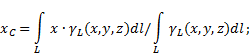 x_C = ∫_L x · γ_L(x,y,z)dl / ∫_L γ_L(x,y,z)dl;